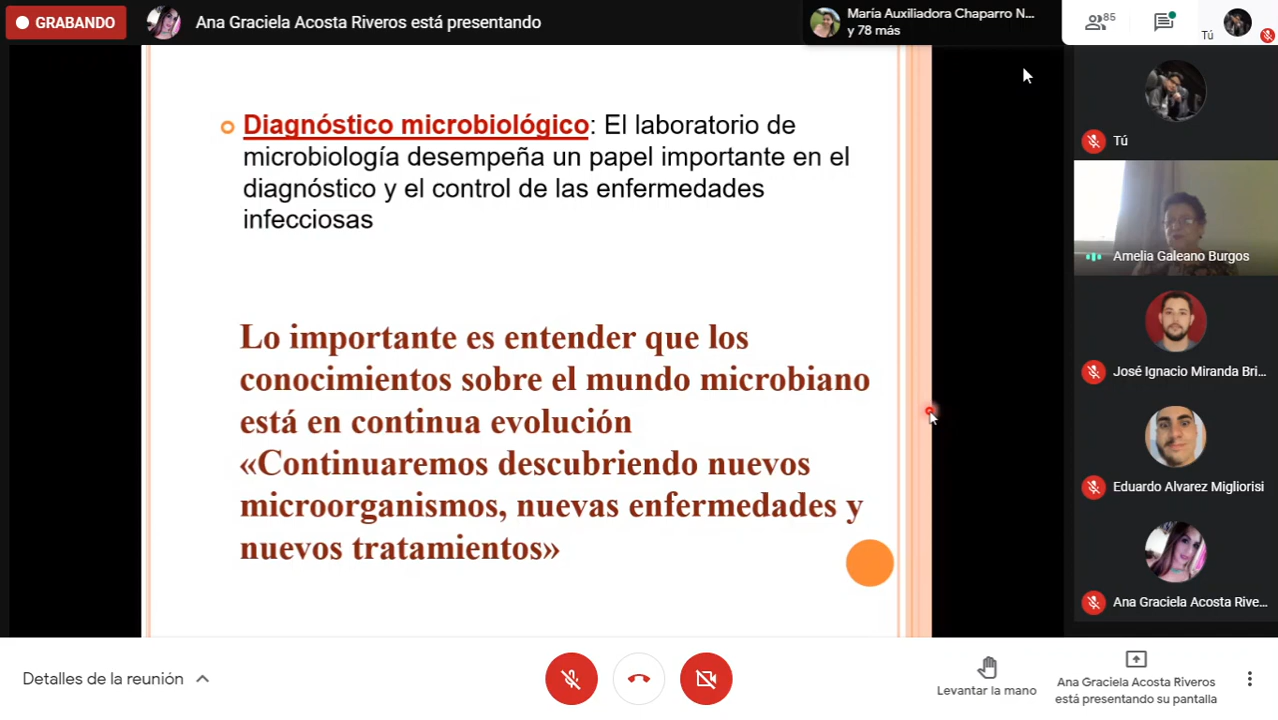 GRABANDO
Ana Graciela Acosta Riveros está presentando
María Auxiliadora Chaparro N...
y 78 más
85
Tú
Diagnóstico microbiológico: El laboratorio de
microbiología desempeña un papel importante en el
diagnóstico y el control de las enfermedades
infecciosas
Lo importante es entender que los
conocimientos sobre el mundo microbiano
está en continua evolución
«Continuaremos descubriendo nuevos
microorganismos, nuevas enfermedades y
nuevos tratamientos»
Tú
Amelia Galeano Burgos
José Ignacio Miranda Bri...
Eduardo Alvarez Migliorisi
Ana Graciela Acosta Rive...
Detalles de la reunión
Levantar la mano
Ana Graciela Acosta Riveros
está presentando su pantalla